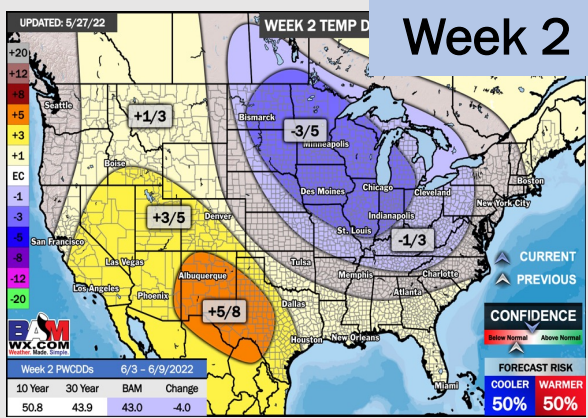 UPDATED: 5/27/22
WEEK 2 TEMP D
Week 2
+20
+12
+8
+5
+3
+1
EC
-1
-3
-5
-8
-12
-20
Seattle
+1/3
Bismarck
-3/5
Minneapolis
Boise
Boston
Des Moines
Chicago
Cleveland
New York City
+3/5
Denver
Indianapolis
San Francisco
St. Louis
-1/3
Las Vegas
Tulsa
CURRENT
Albuquerque
Memphis
Charlotte
PREVIOUS
Los Angeles
Phoenix
Atlanta
+5/8
Dallas
CONFIDENCE
Houston
New Orleans
Below Normal
Above Normal
BAM
WX.COM
Weather. Made. Simple.
Miami
Week 2 PWCDDs 6/3 – 6/9/2022
10 Year 30 Year BAM Change
50.8 43.9 43.0 -4.0
FORECAST RISK
COOLER WARMER
50% 50%